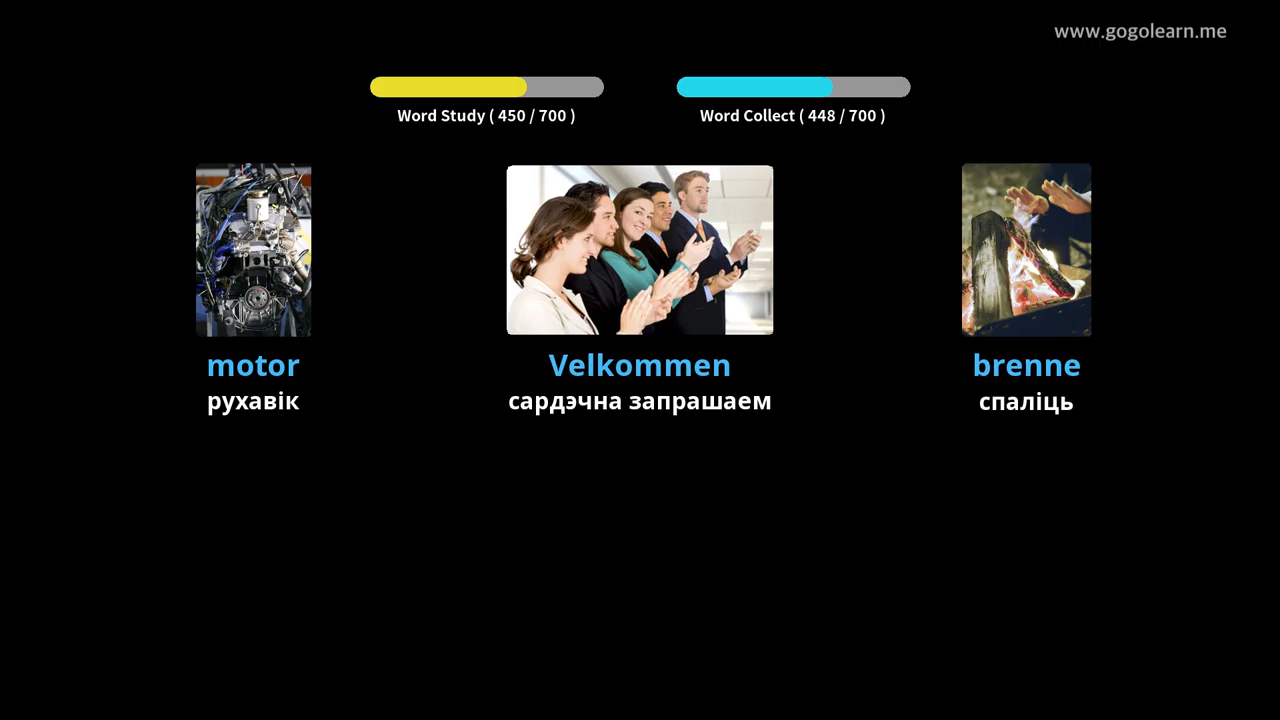 www.gogolearn.me
Word Study ( 450 / 700 )
Word Collect ( 448 / 700 )
motor
рухавік
Velkommen
сардэчна запрашаем
brenne
спаліць